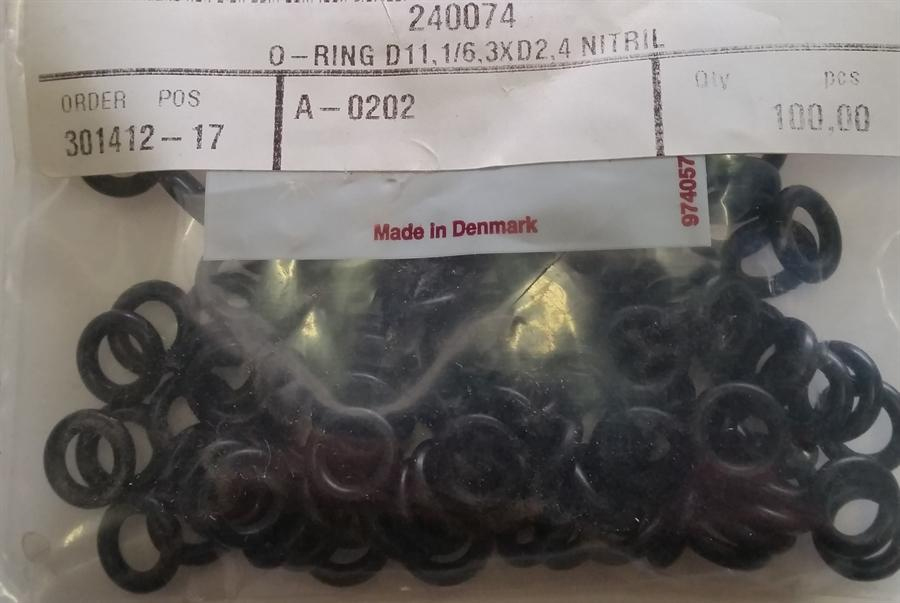 240074
O-RING D11,1/6,3XD2,4 NITRIL
ORDER POS
301412-17
A-0202
Qty pcs
100,00
Made in Denmark
974057